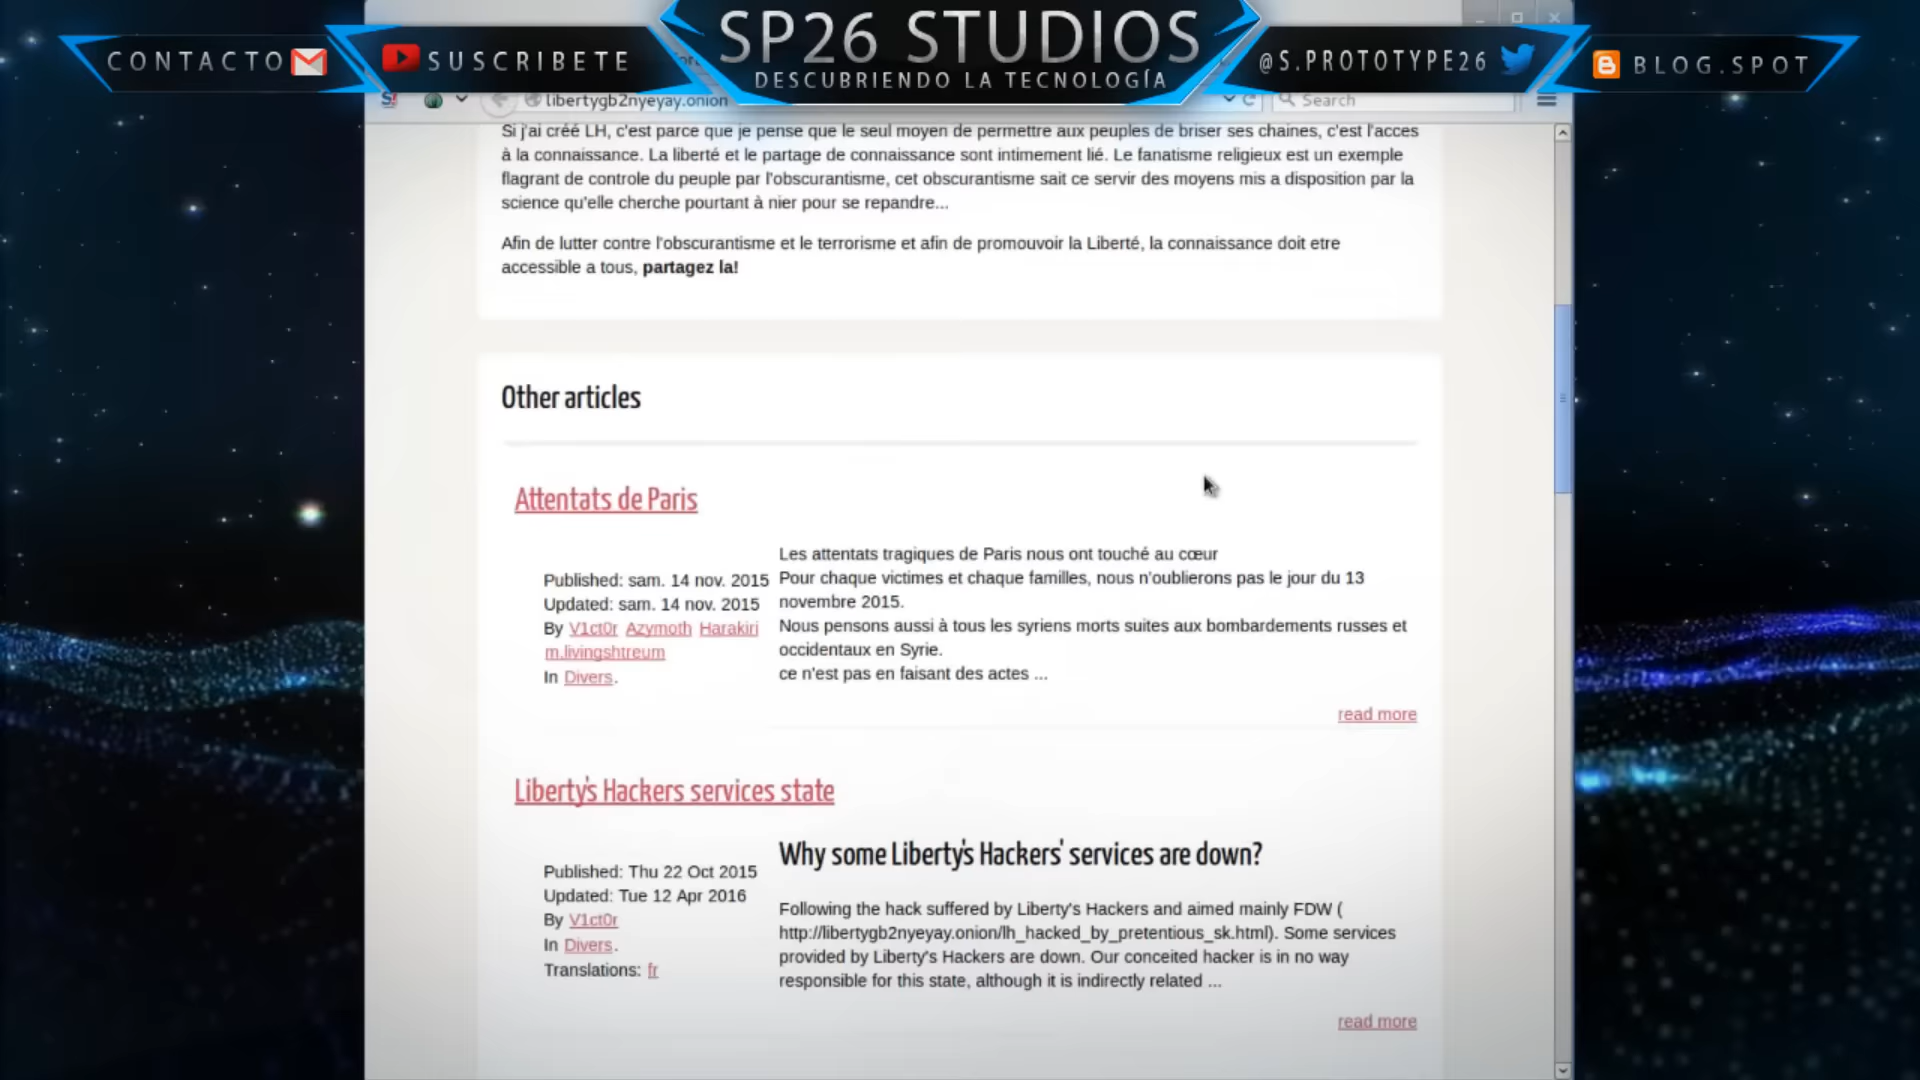 SP26 STUDIOS
DESCUBRIENDO LA TECNOLOGÍA
CONTACTO
SUSCRIBETE
@S.PROTOTYPE26
BLOG.SPOT
libertygb2nyeyay.onion
Search
Si j'ai créé LH, c'est parce que je pense que le seul moyen de permettre aux peuples de briser ses chaines, c'est l'acces
à la connaissance. La liberté et le partage de connaissance sont intimement lié. Le fanatisme religieux est un exemple
flagrant de controle du peuple par l'obscurantisme, cet obscurantisme sait ce servir des moyens mis a disposition par la
science qu'elle cherche pourtant à nier pour se repandre...
Afin de lutter contre l'obscurantisme et le terrorisme et afin de promouvoir la Liberté, la connaissance doit etre
accessible a tous, partagez la!
Other articles
Attentats de Paris
Published: sam. 14 nov. 2015
Updated: sam. 14 nov. 2015
By V1ct0r Azymoth Harakiri
m.livingshtreum
In Divers.
Les attentats tragiques de Paris nous ont touché au cœur
Pour chaque victimes et chaque familles, nous n'oublierons pas le jour du 13
novembre 2015.
Nous pensons aussi à tous les syriens morts suites aux bombardements russes et
occidentaux en Syrie.
ce n'est pas en faisant des actes ...
read more
Liberty's Hackers services state
Published: Thu 22 Oct 2015
Updated: Tue 12 Apr 2016
By V1ct0r
In Divers.
Translations: fr
Why some Liberty's Hackers' services are down?
Following the hack suffered by Liberty's Hackers and aimed mainly FDW (
http://libertygb2nyeyay.onion/lh_hacked_by_pretentious_sk.html). Some services
provided by Liberty's Hackers are down. Our conceited hacker is in no way
responsible for this state, although it is indirectly related ...
read more